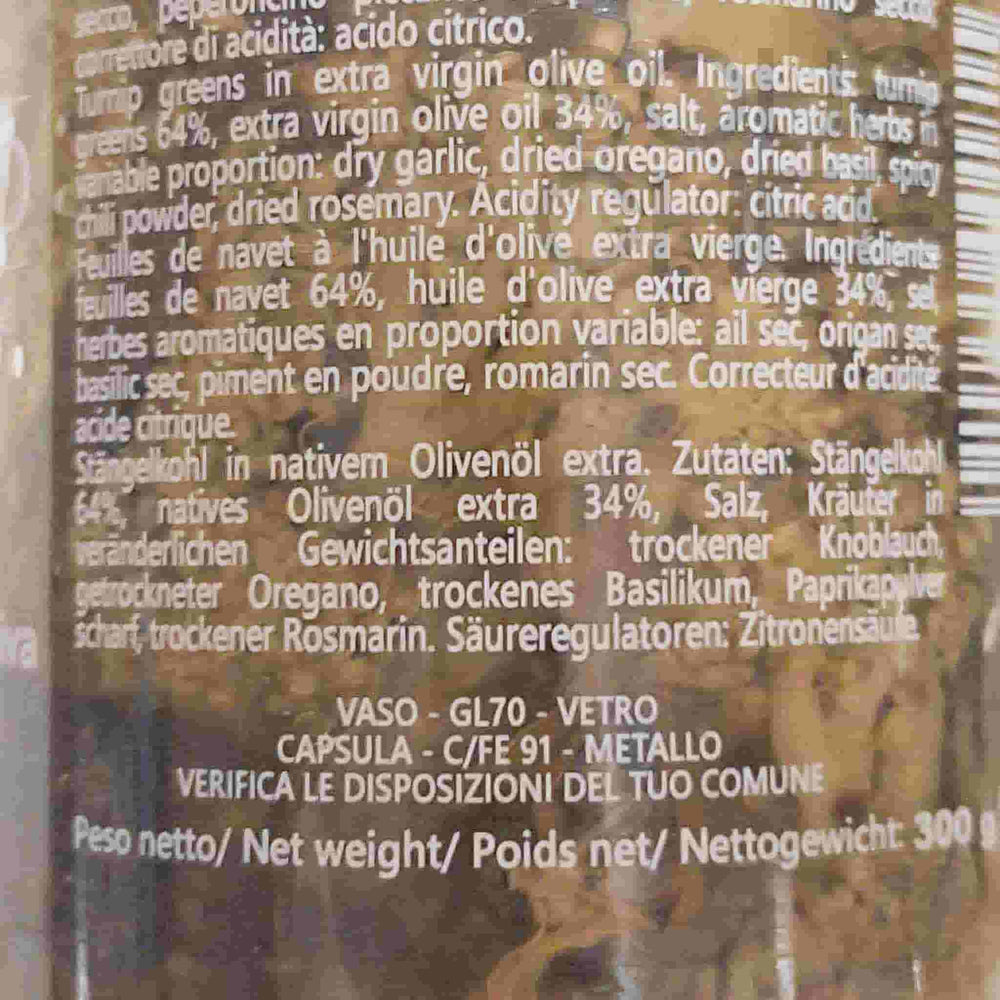 secco, peperoncino
correttore di acidità: acido citrico.
Turnip greens in extra virgin olive oil. Ingredients: turnip
greens 64%, extra virgin olive oil 34%, salt, aromatic herbs in
variable proportion: dry garlic, dried oregano, dried basil, spicy
chili powder, dried rosemary. Acidity regulator: citric acid.
Feuilles de navet à l'huile d'olive extra vierge. Ingrédients:
feuilles de navet 64%, huile d'olive extra vierge 34%, sel,
herbes aromatiques en proportion variable: ail sec, origan sec,
basilic sec, piment en poudre, romarin sec. Correcteur d'acidité:
acide citrique.
Stängelkohl in nativem Olivenöl extra. Zutaten: Stängelkohl
64%, natives Olivenöl extra 34%, Salz, Kräuter in
veränderlichen Gewichtsanteilen: trockener Knoblauch,
getrockneter Oregano, trockenes Basilikum, Paprikapulver
scharf, trockener Rosmarin. Säureregulatoren: Zitronensäure.
VASO - GL70 - VETRO
CAPSULA - C/FE 91 - METALLO
VERIFICA LE DISPOSIZIONI DEL TUO COMUNE
Peso netto/ Net weight/ Poids net/ Nettogewicht: 300 g